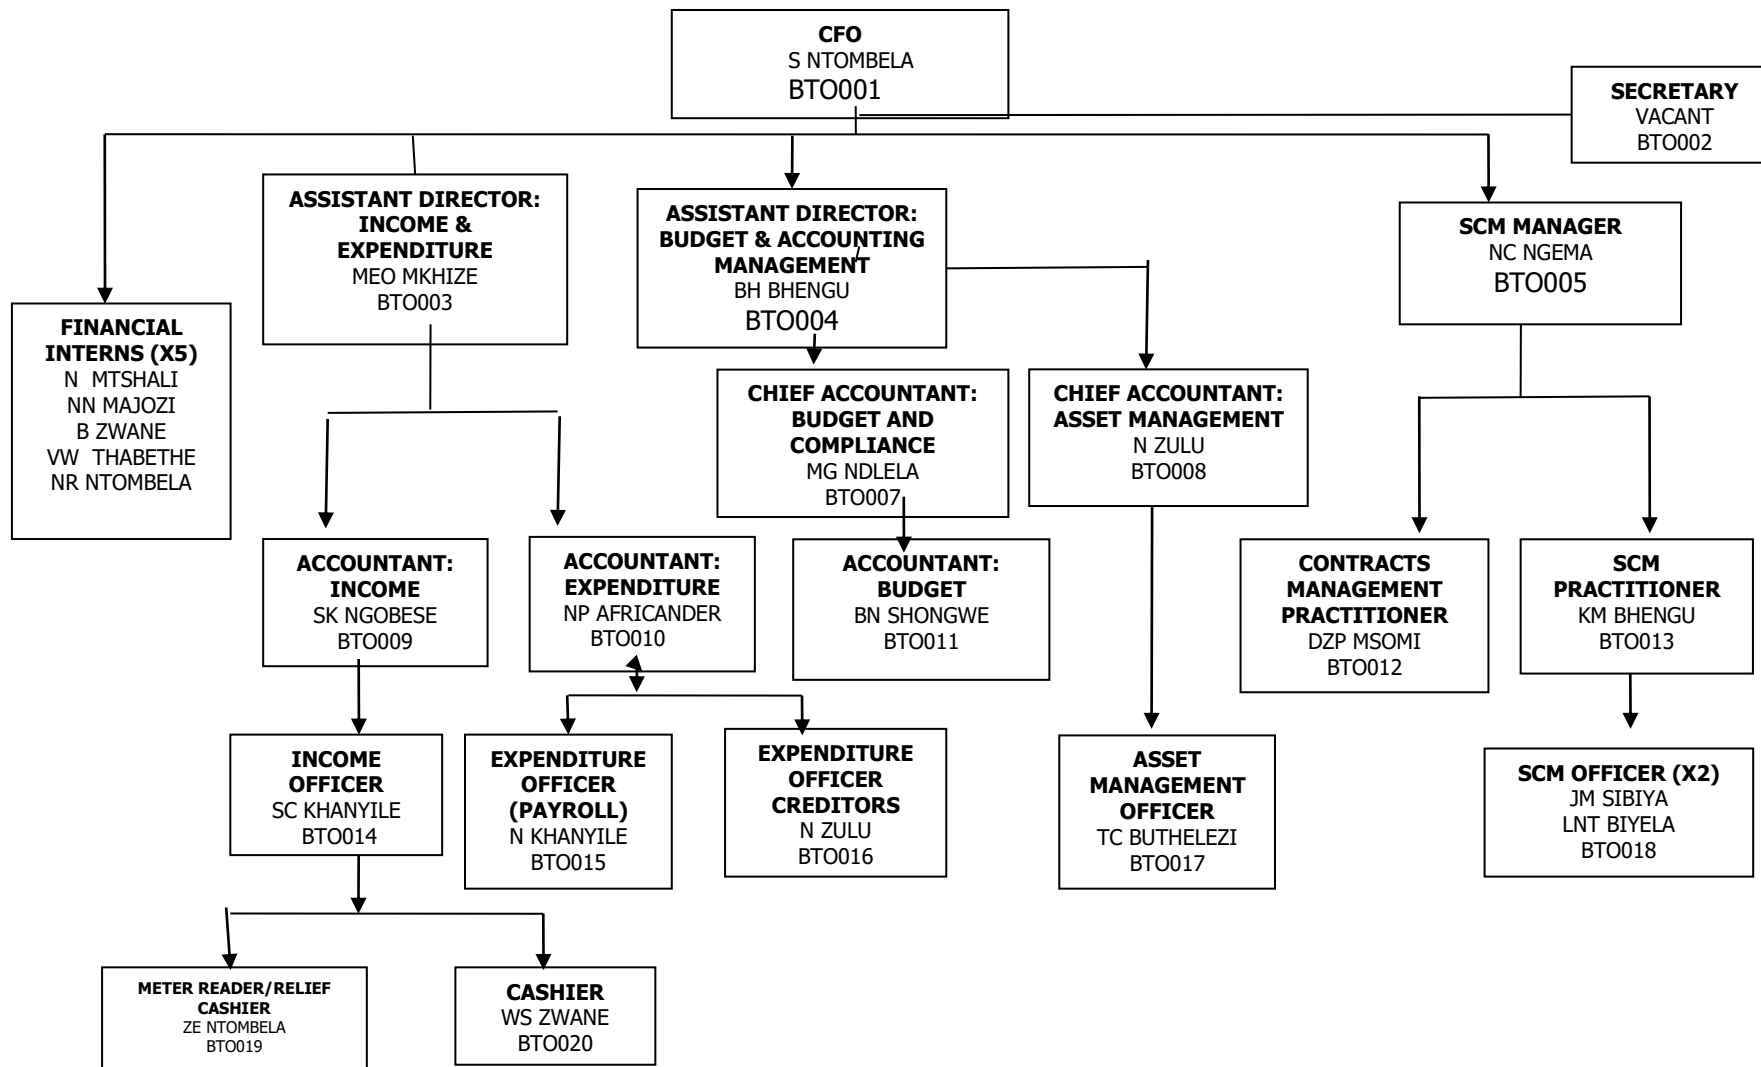 CFO
S NTOMBELA
BTO001
SECRETARY
VACANT
BTO002
ASSISTANT DIRECTOR:
INCOME &
EXPENDITURE
MEO MKHIZE
BTO003
ASSISTANT DIRECTOR:
BUDGET & ACCOUNTING
MANAGEMENT
BH BHENGU
BTO004
SCM MANAGER
NC NGEMA
BTO005
FINANCIAL
INTERNS (X5)
N MTSHALI
NN MAJOZI
B ZWANE
VW THABETHE
NR NTOMBELA
CHIEF ACCOUNTANT:
BUDGET AND
COMPLIANCE
MG NDLELA
BTO007
CHIEF ACCOUNTANT:
ASSET MANAGEMENT
N ZULU
BTO008
ACCOUNTANT:
INCOME
SK NGOBESE
BTO009
ACCOUNTANT:
EXPENDITURE
NP AFRICANDER
BTO010
ACCOUNTANT:
BUDGET
BN SHONGWE
BTO011
CONTRACTS
MANAGEMENT
PRACTITIONER
DZP MSOMI
BTO012
SCM
PRACTITIONER
KM BHENGU
BTO013
INCOME
OFFICER
SC KHANYILE
BTO014
EXPENDITURE
OFFICER
(PAYROLL)
N KHANYILE
BTO015
EXPENDITURE
OFFICER
CREDITORS
N ZULU
BTO016
ASSET
MANAGEMENT
OFFICER
TC BUTHELEZI
BTO017
SCM OFFICER (X2)
JM SIBIYA
LNT BIYELA
BTO018
METER READER/RELIEF
CASHIER
ZE NTOMBELA
BTO019
CASHIER
WS ZWANE
BTO020